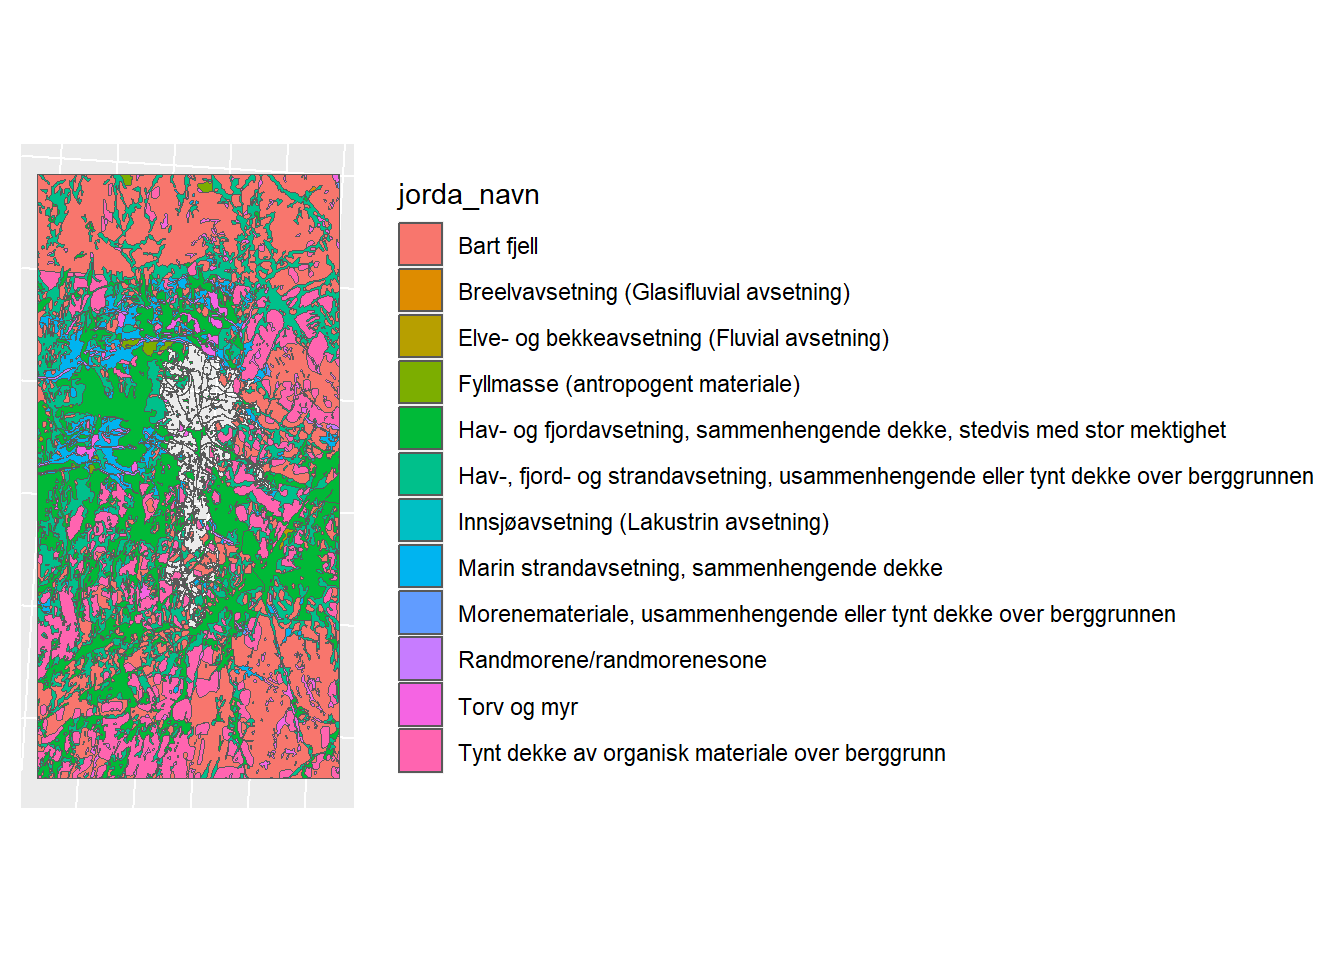 jorda_navn
Bart fjell
Breelvavsetning (Glasifluvial avsetning)
Elve- og bekkeavsetning (Fluvial avsetning)
Fyllmasse (antropogent materiale)
Hav- og fjordavsetning, sammenhengende dekke, stedvis med stor mektighet
Hav-, fjord- og strandavsetning, usammenhengende eller tynt dekke over berggrunnen
Innsjøavsetning (Lakustrin avsetning)
Marin strandavsetning, sammenhengende dekke
Morenemateriale, usammenhengende eller tynt dekke over berggrunnen
Randmorene/randmorenesone
Torv og myr
Tynt dekke av organisk materiale over berggrunn